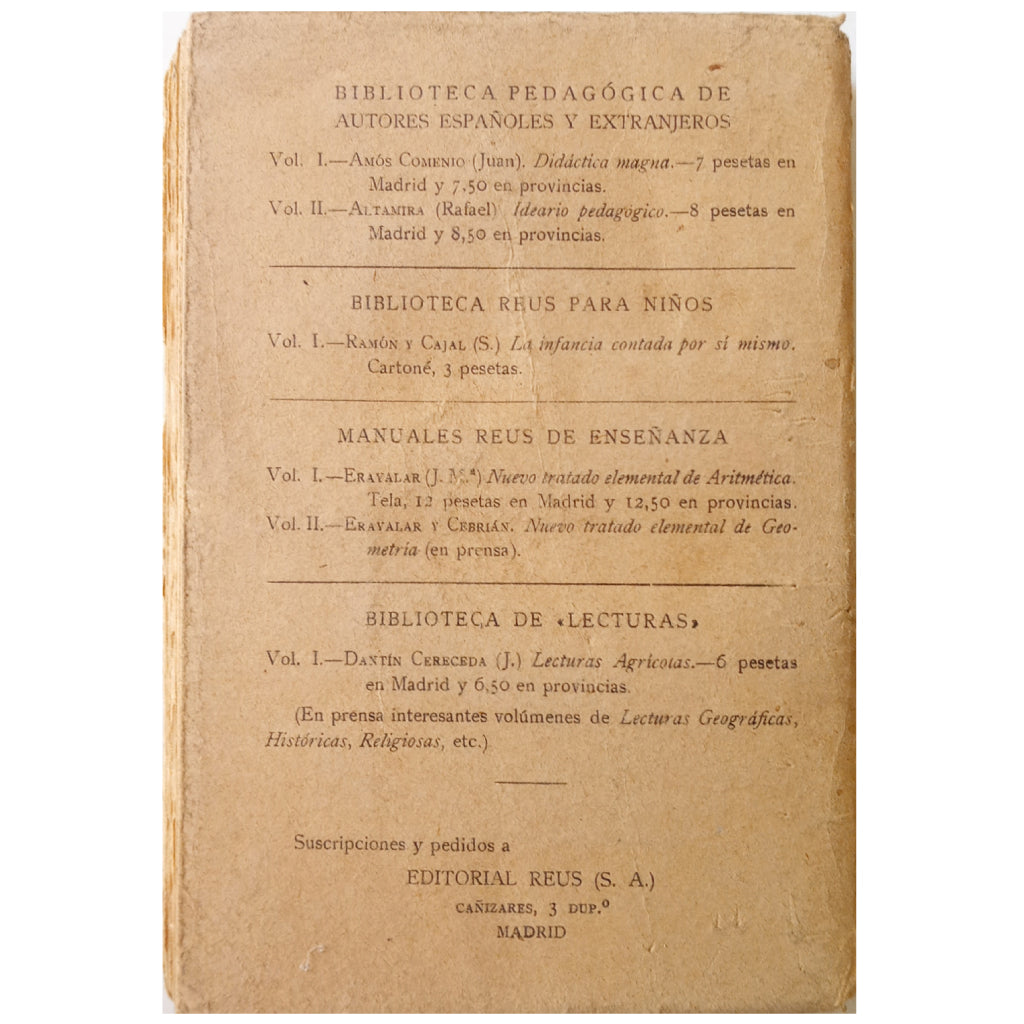 BIBLIOTECA PEDAGÓGICA DE
AUTORES ESPAÑOLES Y EXTRANJEROS
Vol. I.—AMÓS COMENIO (Juan). Didáctica magna.—7 pesetas en
Madrid y 7,50 en provincias.
Vol. II.—ALTAMIRA (Rafael) Ideario pedagógico.—8 pesetas en
Madrid y 8,50 en provincias.
BIBLIOTECA REUS PARA NIÑOS
Vol. I.—RAMÓN Y CAJAL (S.) La infancia contada por sí mismo.
Cartoné, 3 pesetas.
MANUALES REUS DE ENSEÑANZA
Vol. I.—ERAYALAR (J. M.ª) Nuevo tratado elemental de Aritmética.
Tela, 12 pesetas en Madrid y 12,50 en provincias.
Vol. II.—ERAYALAR Y CEBRIÁN. Nuevo tratado elemental de Geo-
metría (en prensa).
BIBLIOTECA DE «LECTURAS»
Vol. I.—DANTÍN CERECEDA (J.) Lecturas Agrícolas.—6 pesetas
en Madrid y 6,50 en provincias.
(En prensa interesantes volúmenes de Lecturas Geográficas,
Históricas, Religiosas, etc.)
Suscripciones y pedidos a
EDITORIAL REUS (S. A.)
CAÑIZARES, 3 DUP.º
MADRID